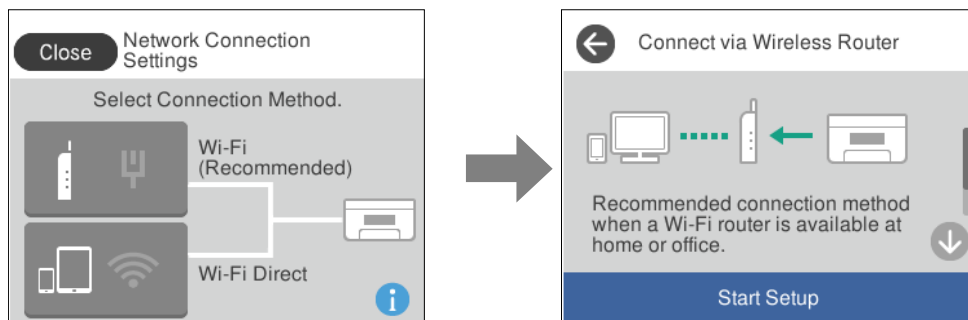 Close
Network Connection
Settings
Select Connection Method.
Wi-Fi
(Recommended)
Wi-Fi Direct
i
Connect via Wireless Router
Recommended connection method
when a Wi-Fi router is available at
home or office.
Start Setup